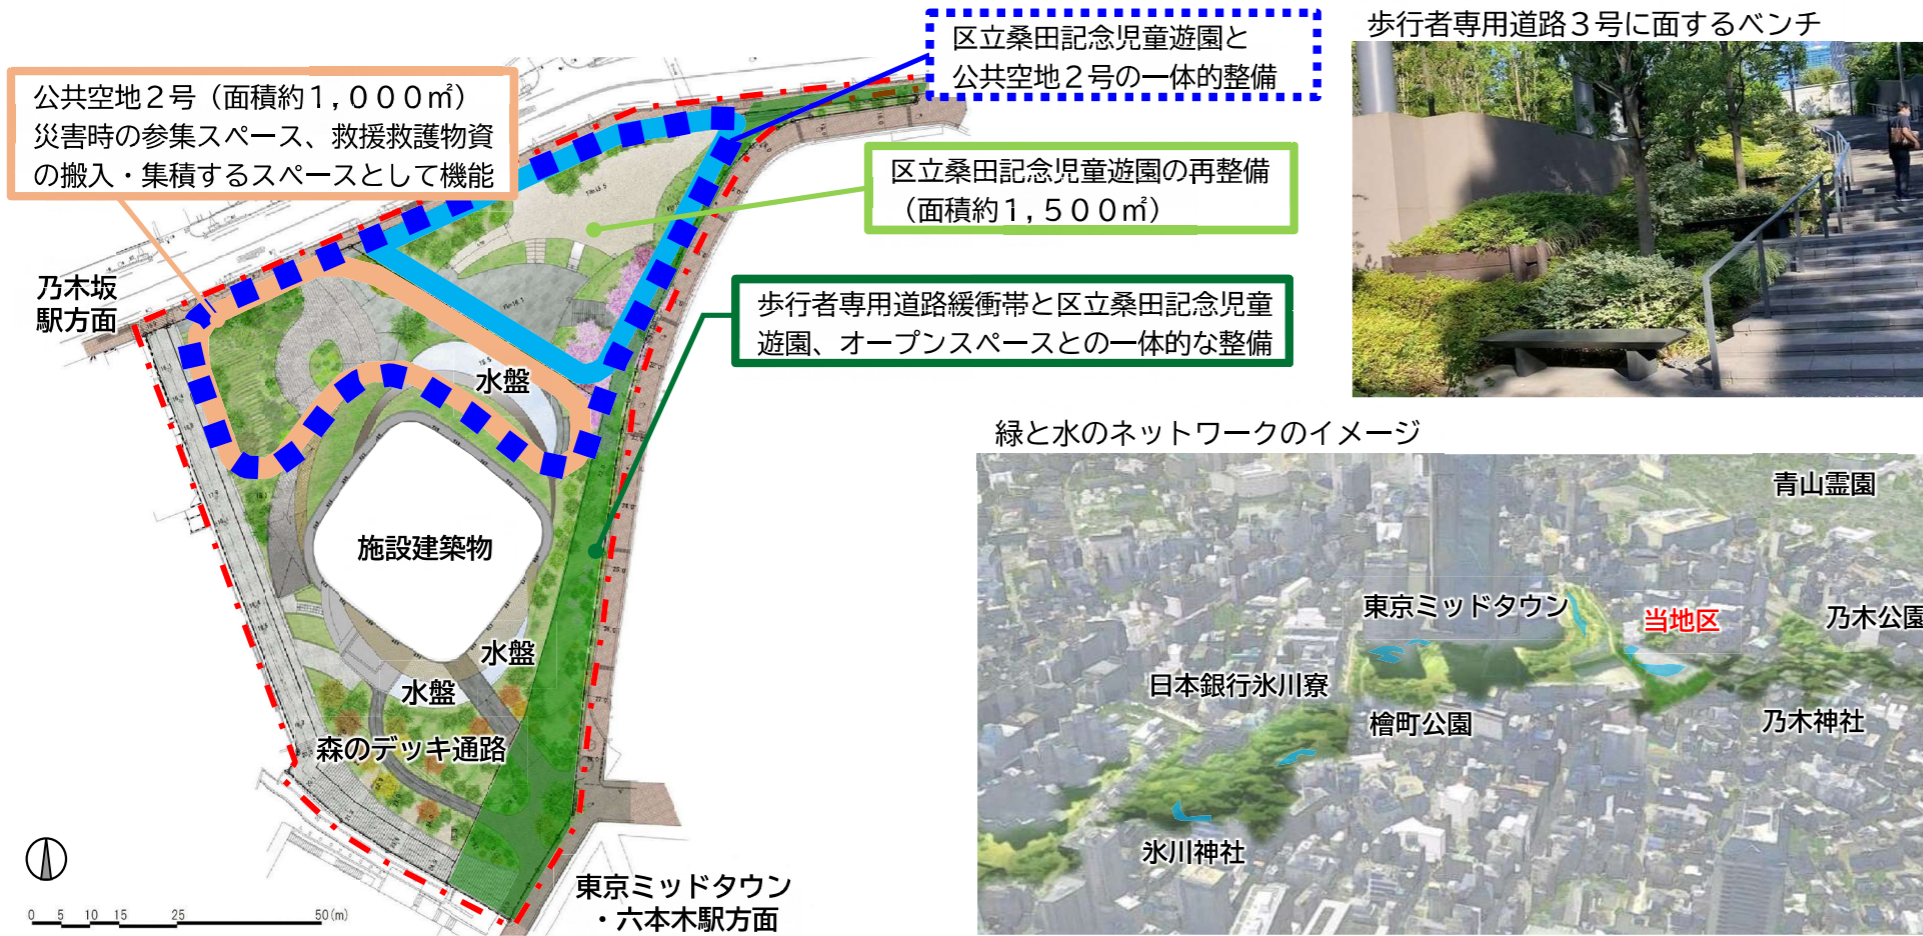 公共空地２号（面積約１，０００㎡）
災害時の参集スペース、救援救護物資
の搬入・集積するスペースとして機能
区立桑田記念児童遊園と
公共空地２号の一体的整備
区立桑田記念児童遊園の再整備
（面積約１，５００㎡）
歩行者専用道路緩衝帯と区立桑田記念児童
遊園、オープンスペースとの一体的な整備
乃木坂
駅方面
水盤
施設建築物
水盤
水盤
森のデッキ通路
東京ミッドタウン
・六本木駅方面
0 5 10 15 25 50(m)
歩行者専用道路３号に面するベンチ
緑と水のネットワークのイメージ
青山霊園
東京ミッドタウン
当地区
乃木公園
日本銀行氷川寮
檜町公園
乃木神社
氷川神社